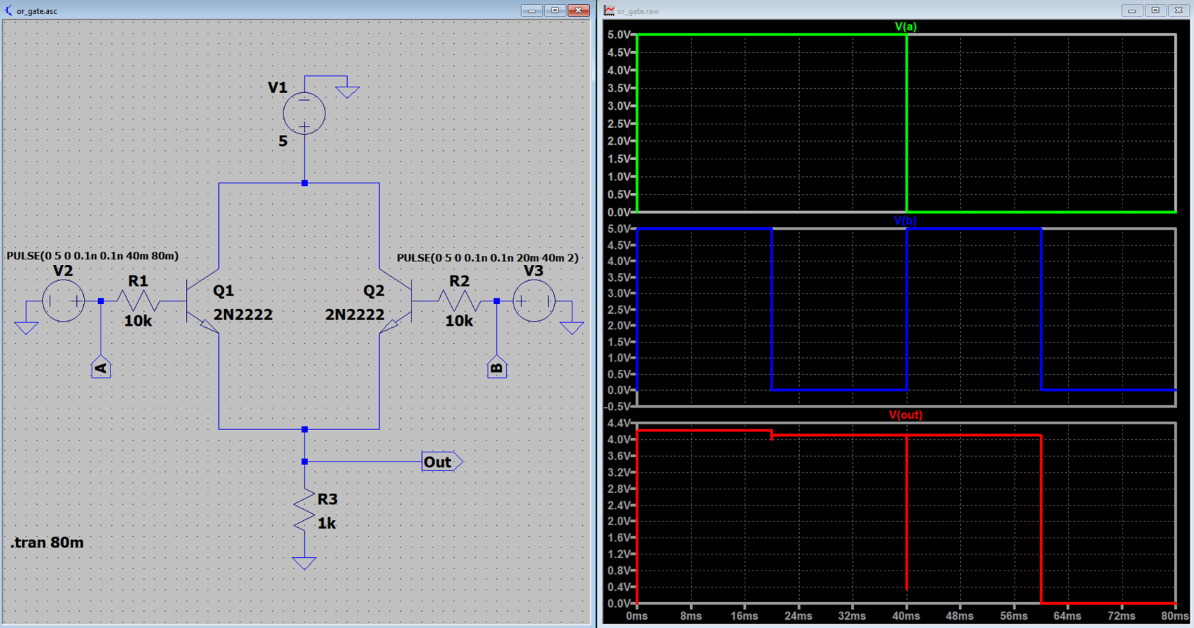 or_gate.asc
V1
5
PULSE(0 5 0 0.1n 0.1n 40m 80m)
V2
R1
10k
Q1
2N2222
A
PULSE(0 5 0 0.1n 0.1n 20m 40m 2)
V3
R2
10k
Q2
2N2222
B
Out
R3
1k
.tran 80m
or_gate.raw
V(a)
5.0V
4.5V
4.0V
3.5V
3.0V
2.5V
2.0V
1.5V
1.0V
0.5V
0.0V
V(b)
5.0V
4.5V
4.0V
3.5V
3.0V
2.5V
2.0V
1.5V
1.0V
0.5V
0.0V
-0.5V
V(out)
4.4V
4.0V
3.6V
3.2V
2.8V
2.4V
2.0V
1.6V
1.2V
0.8V
0.4V
0.0V
0ms 8ms 16ms 24ms 32ms 40ms 48ms 56ms 64ms 72ms 80ms